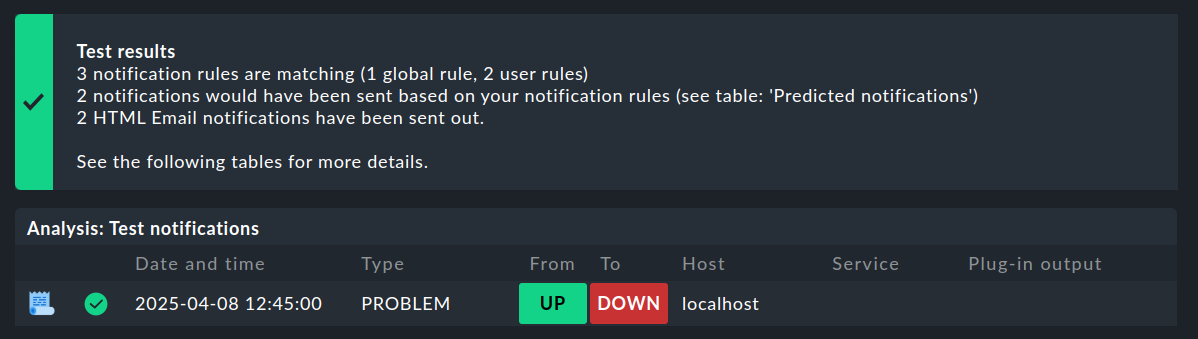 Test results
3 notification rules are matching (1 global rule, 2 user rules)
2 notifications would have been sent based on your notification rules (see table: 'Predicted notifications')
2 HTML Email notifications have been sent out.
See the following tables for more details.
Analysis: Test notifications
Date and time Type From To Host Service Plug-in output
2025-04-08 12:45:00 PROBLEM UP DOWN localhost